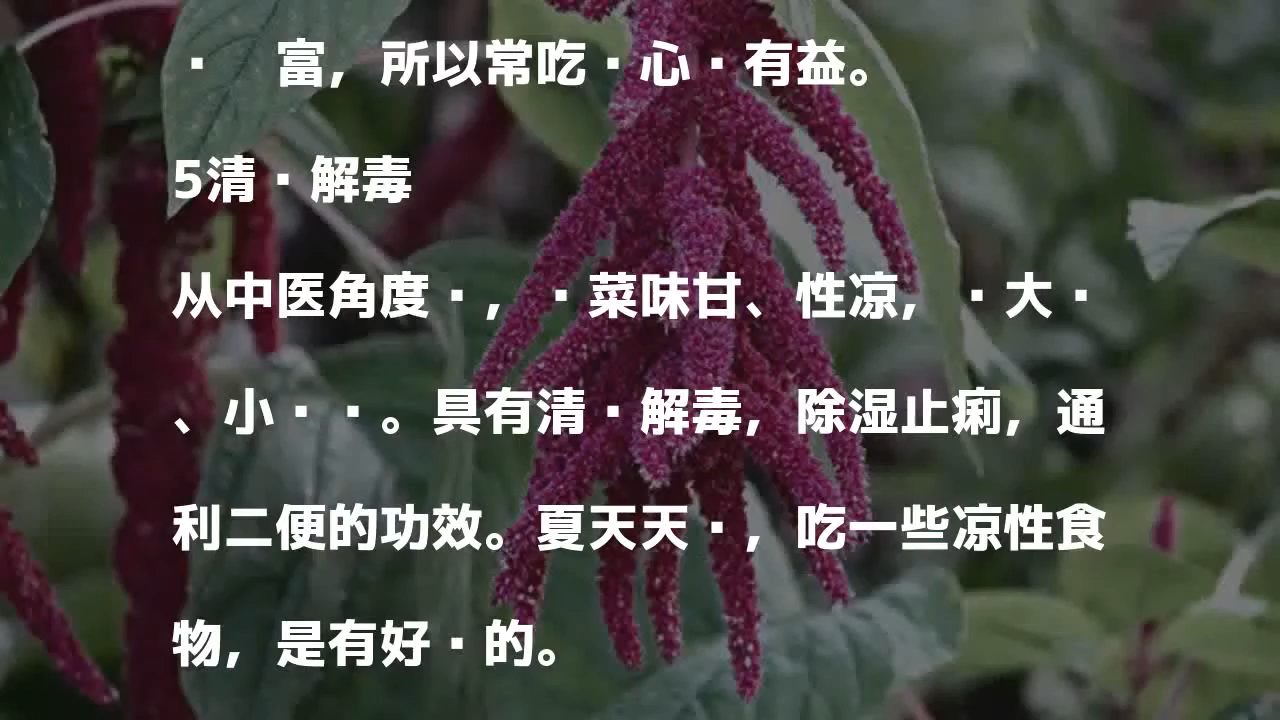 · 富，所以常吃·心·有益。
5清·解毒
从中医角度·，·菜味甘、性凉，·大·
、小··。具有清·解毒，除湿止痢，通
利二便的功效。夏天天·，吃一些凉性食
物，是有好·的。